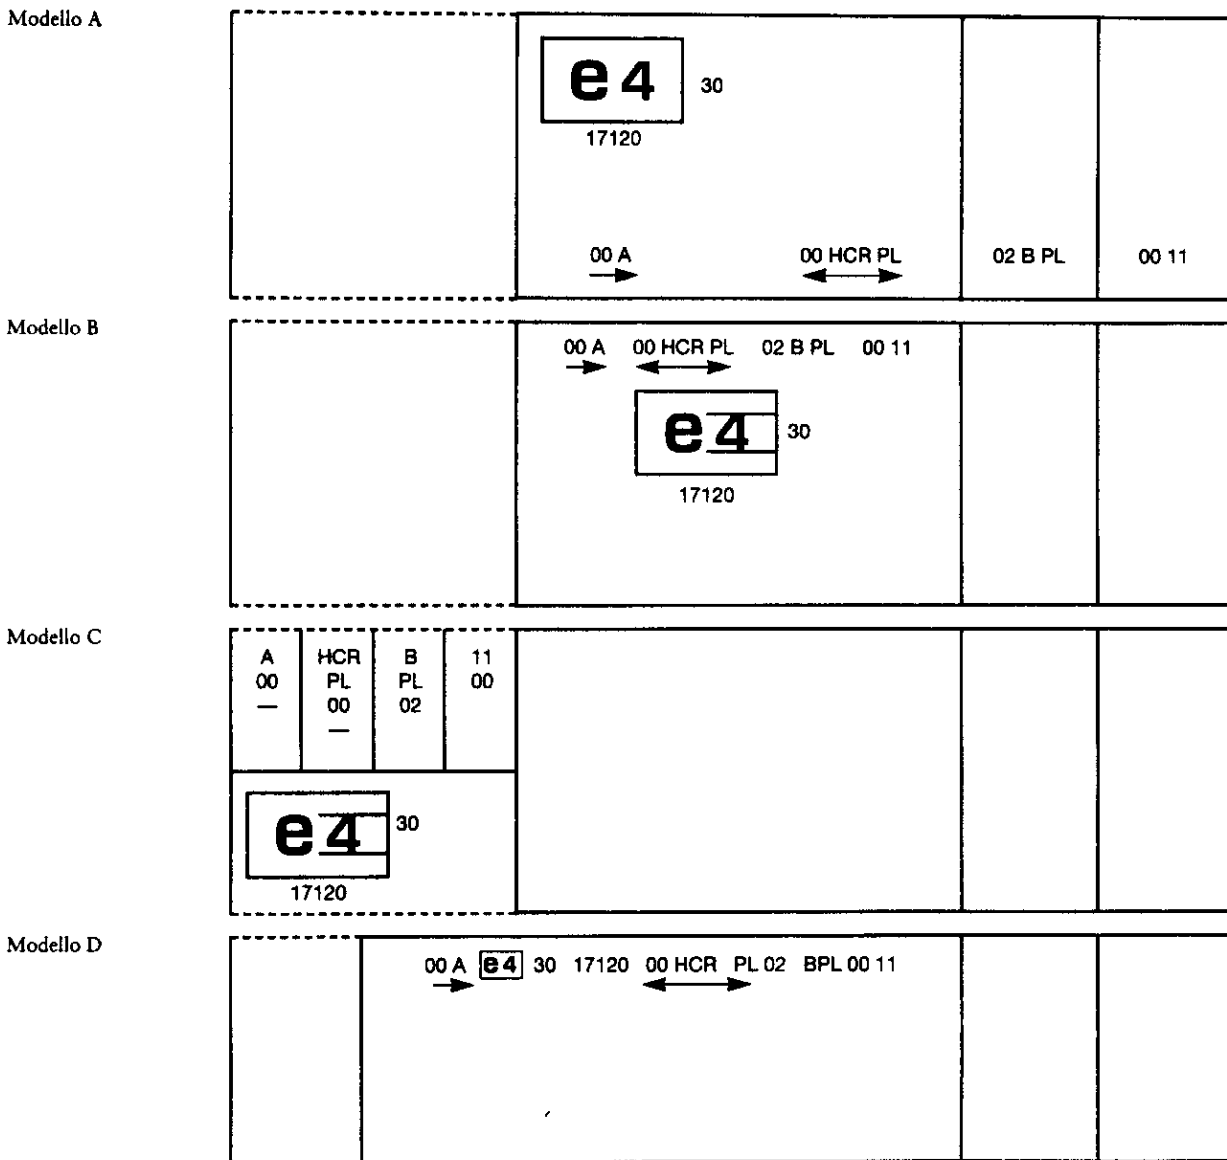 Modello A
e4 30
17120
00 A 00 HCR PL 02 B PL 00 11
Modello B
00 A 00 HCR PL 02 B PL 00 11
e4 30
17120
Modello C
A HCR B 11
00 PL PL 00
— 00 02
—
e4 30
17120
Modello D
00 A e4 30 17120 00 HCR PL 02 BPL 00 11